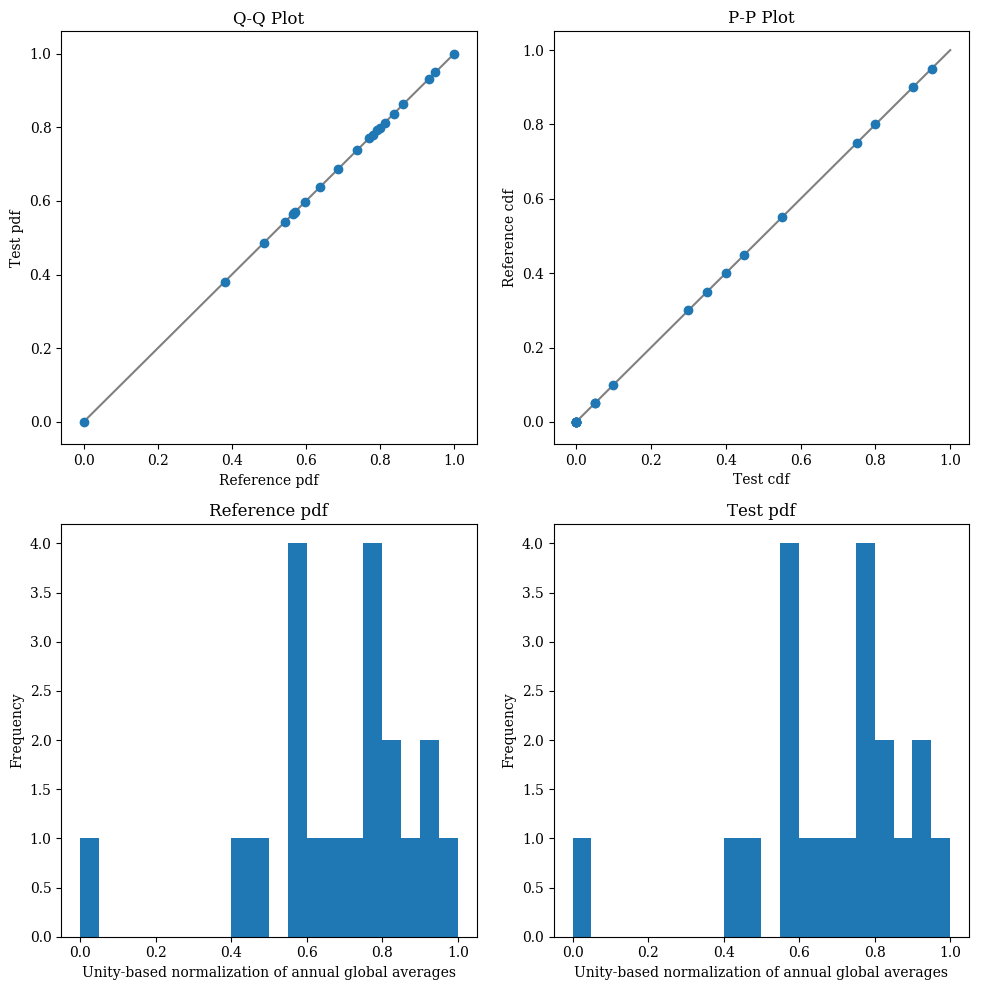 Q-Q Plot
1.0
0.8
0.6
0.4
0.2
0.0
Test pdf
0.0 0.2 0.4 0.6 0.8 1.0
Reference pdf
P-P Plot
1.0
0.8
0.6
0.4
0.2
0.0
Reference cdf
0.0 0.2 0.4 0.6 0.8 1.0
Test cdf
Reference pdf
4.0
3.5
3.0
2.5
2.0
1.5
1.0
0.5
0.0
Frequency
0.0 0.2 0.4 0.6 0.8 1.0
Unity-based normalization of annual global averages
Test pdf
4.0
3.5
3.0
2.5
2.0
1.5
1.0
0.5
0.0
Frequency
0.0 0.2 0.4 0.6 0.8 1.0
Unity-based normalization of annual global averages